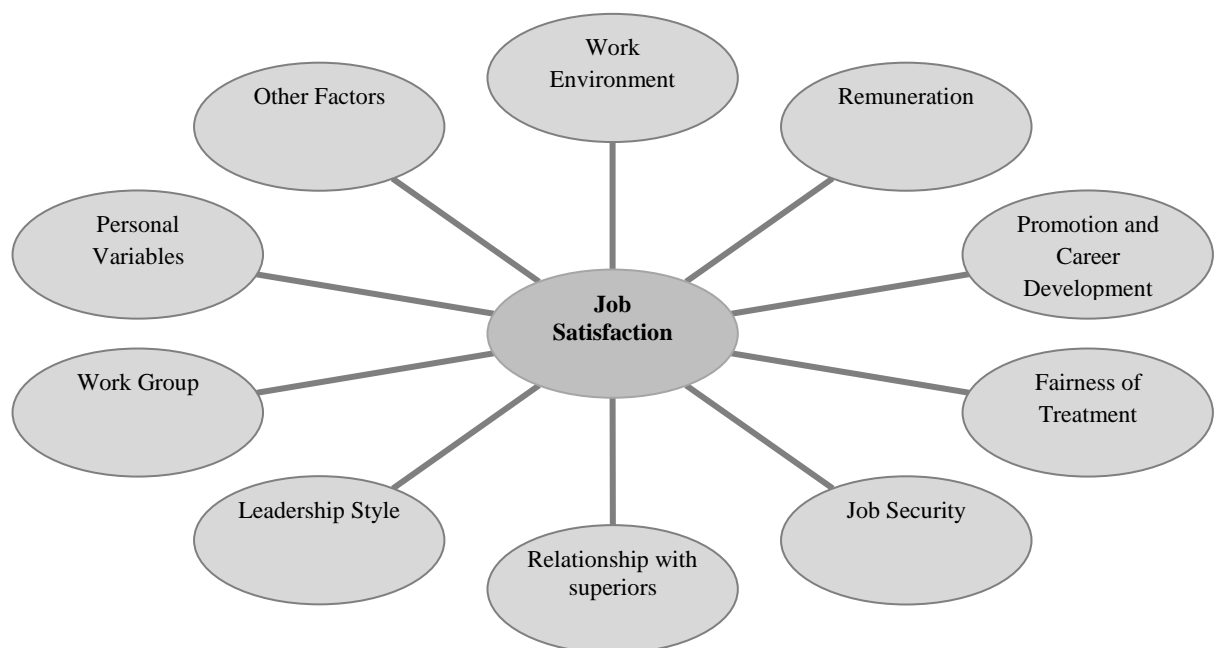 Work
Environment
Remuneration
Promotion and
Career
Development
Fairness of
Treatment
Job Security
Relationship with
superiors
Leadership Style
Work Group
Personal
Variables
Other Factors
Job
Satisfaction